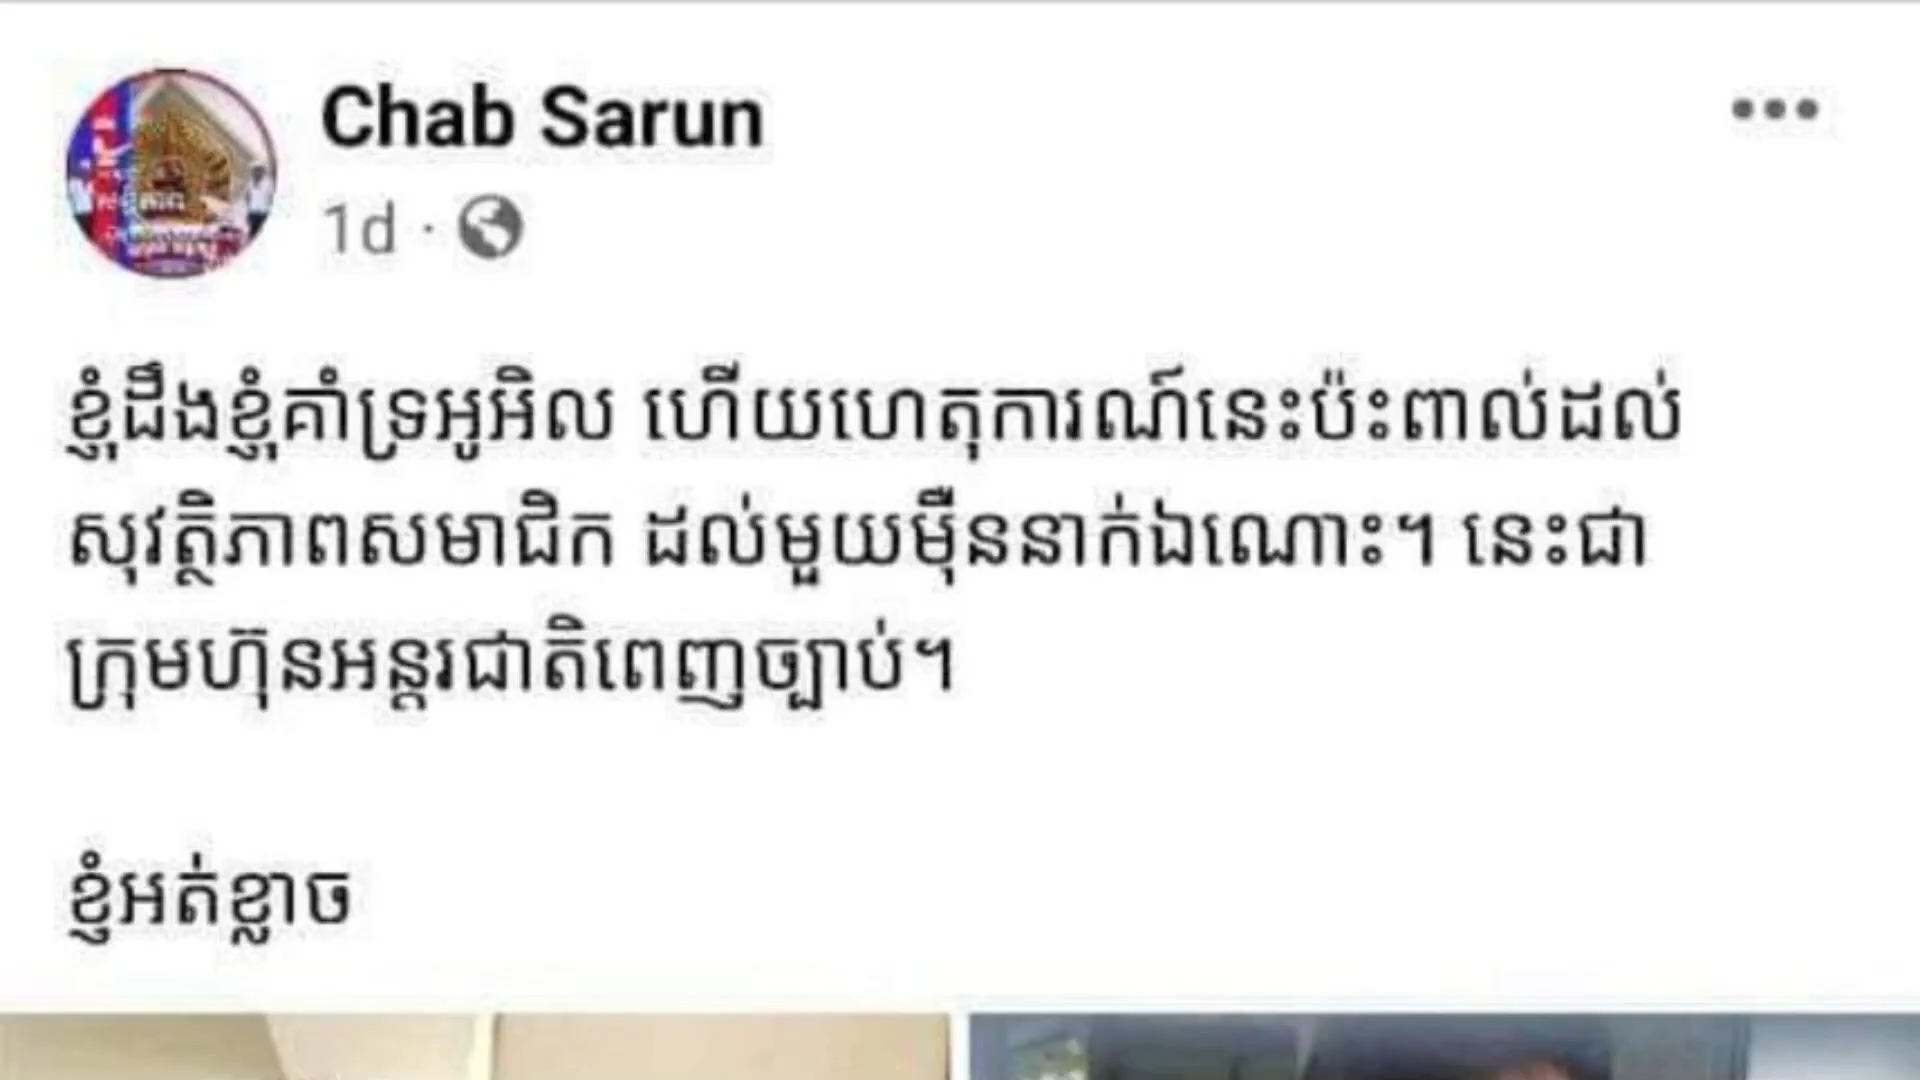 Chab Sarun
1d ·
ខ្ញុំដឹងខ្ញុំគាំទ្រអូអិល ហើយហេតុការណ៍នេះប៉ះពាល់ដល់
សុវត្ថិភាពសមាជិក ដល់មួយម៉ឺននាក់ឯណោះ។ នេះជា
ក្រុមហ៊ុនអន្តរជាតិពេញច្បាប់។
ខ្ញុំអត់ខ្លាច